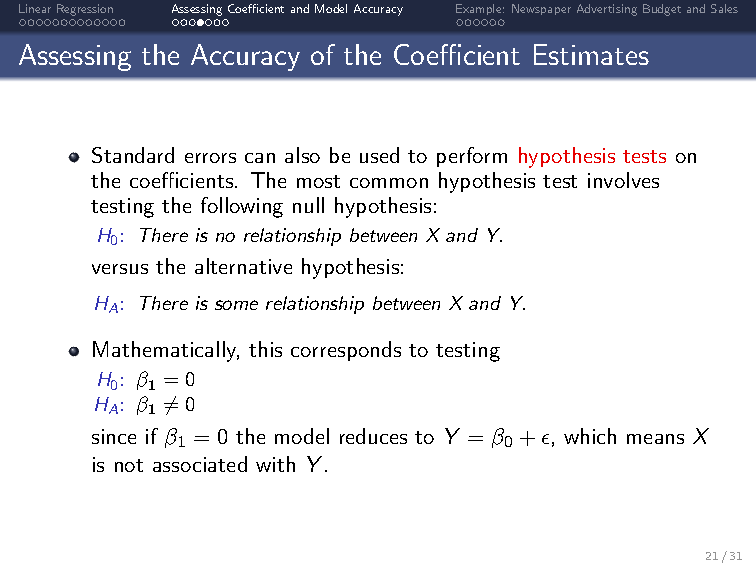 Linear Regression
Assessing Coefficient and Model Accuracy
Example: Newspaper Advertising Budget and Sales
Assessing the Accuracy of the Coefficient Estimates
Standard errors can also be used to perform hypothesis tests on
the coefficients. The most common hypothesis test involves
testing the following null hypothesis:
H₀: There is no relationship between X and Y.
versus the alternative hypothesis:
H_A: There is some relationship between X and Y.
Mathematically, this corresponds to testing
H₀: β₁ = 0
H_A: β₁ ≠ 0
since if β₁ = 0 the model reduces to Y = β₀ + ϵ, which means X
is not associated with Y.
21 / 31